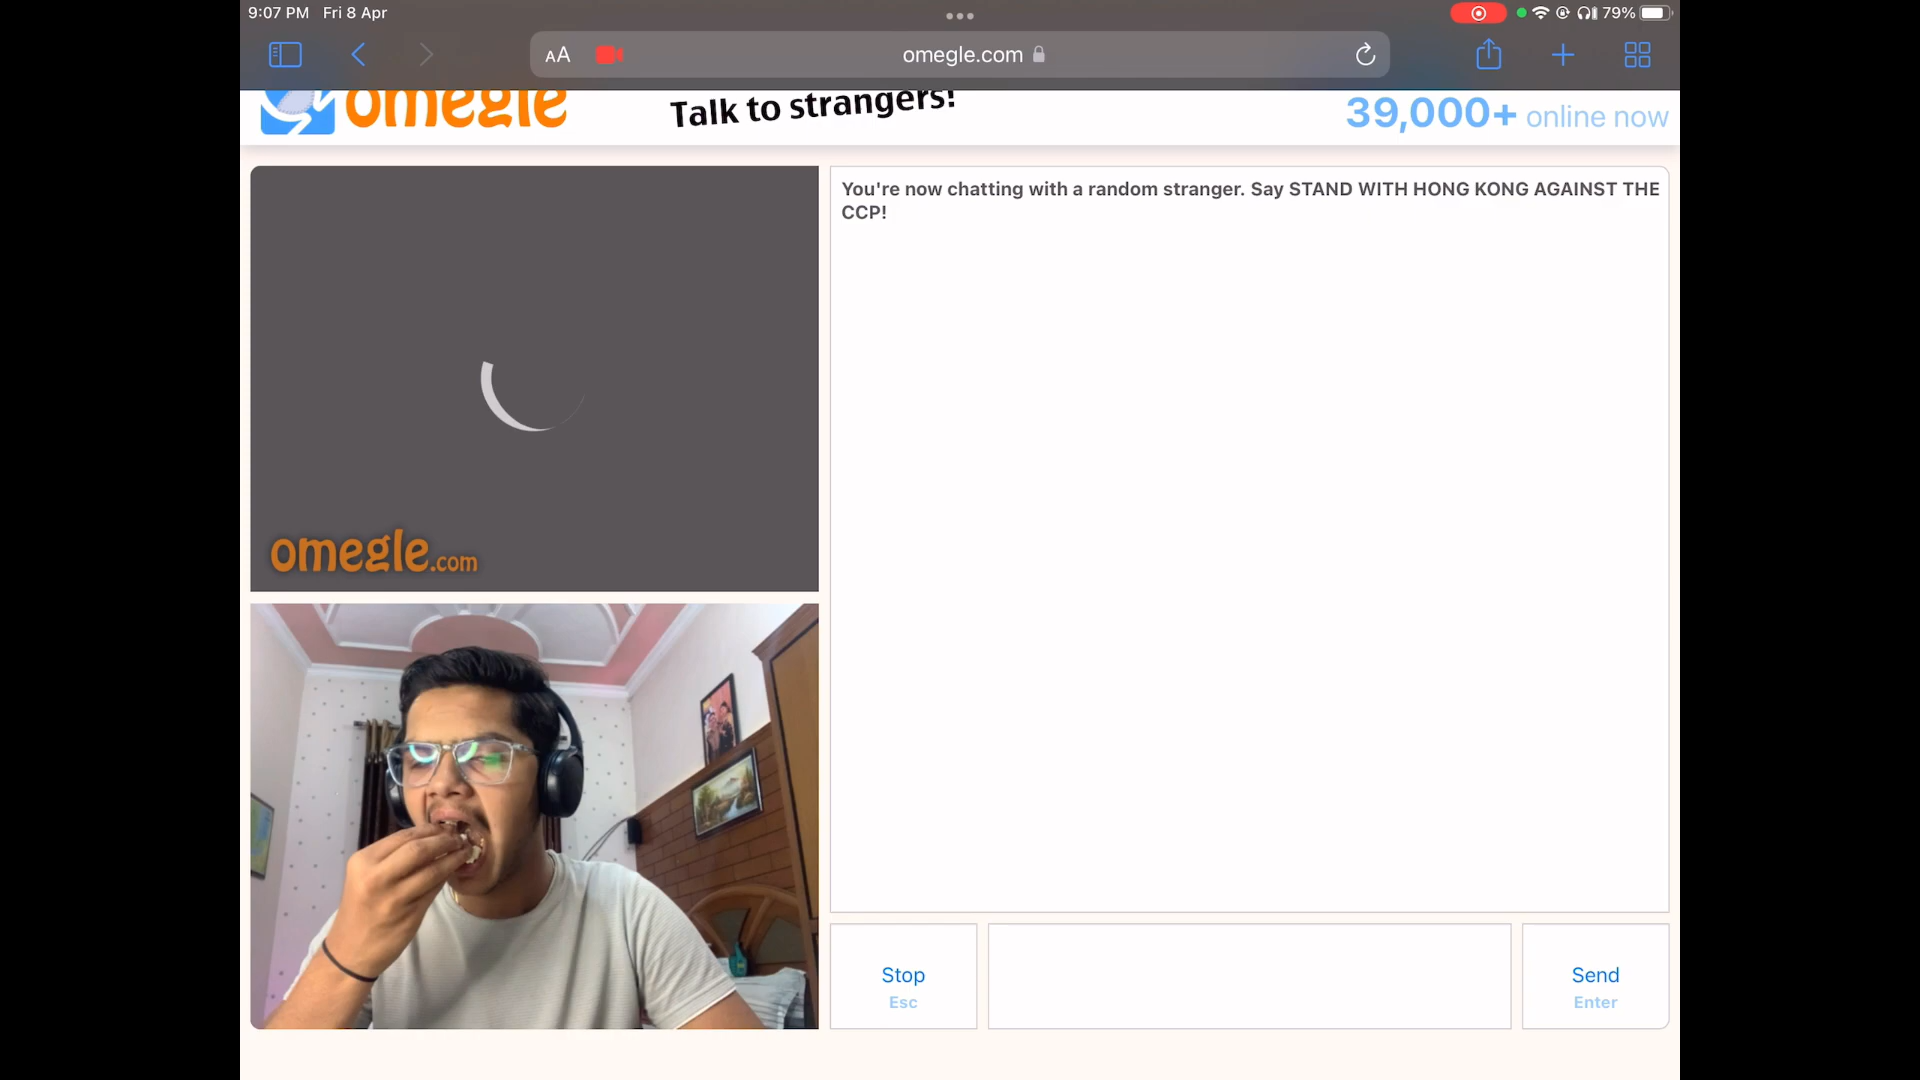 9:07 PM Fri 8 Apr
79%
AA
omegle.com
omegle
Talk to strangers!
39,000+ online now
You're now chatting with a random stranger. Say STAND WITH HONG KONG AGAINST THE
CCP!
omegle.com
Stop
Esc
Send
Enter